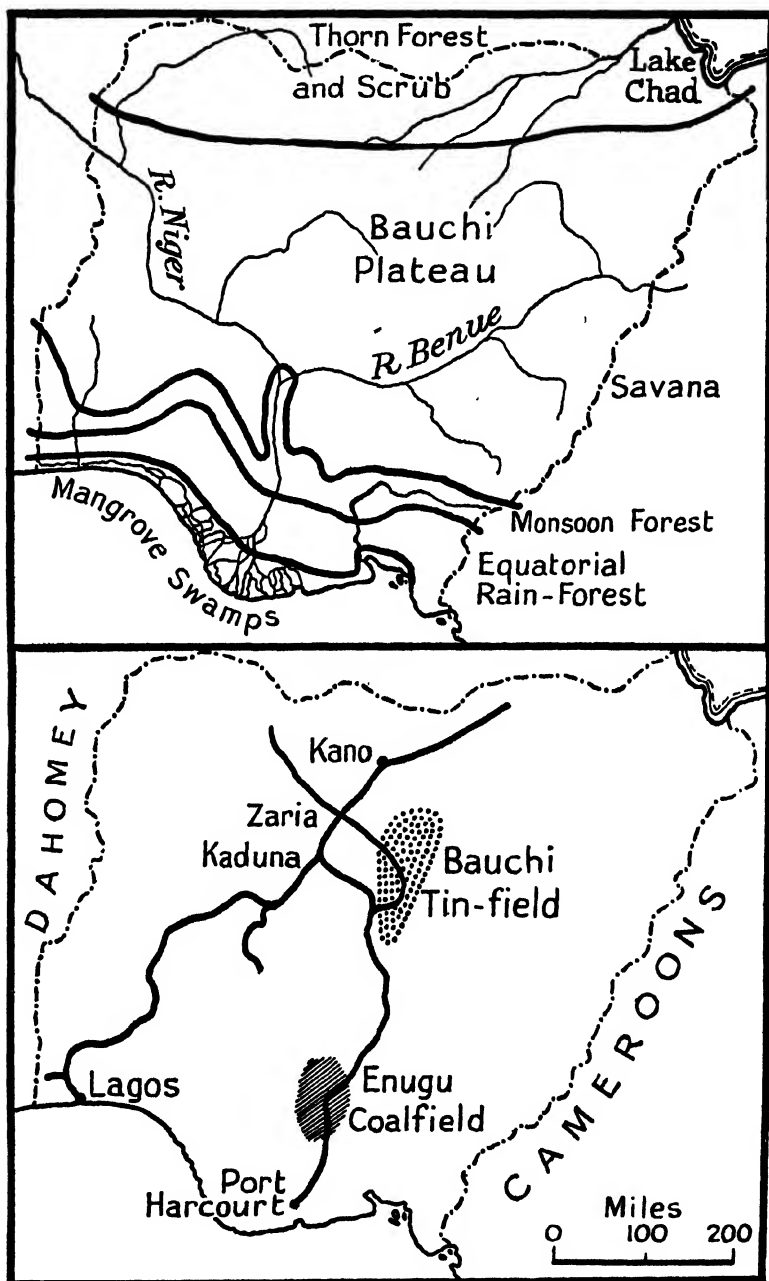 Thorn Forest
and Scrub
Lake
Chad
R. Niger
Bauchi
Plateau
R Benue
Savana
Mangrove Swamps
Monsoon Forest
Equatorial
Rain-Forest
DAHOMEY
Kano
Zaria
Kaduna
Bauchi
Tin-field
CAMEROONS
Lagos
Enugu
Coalfield
Port
Harcourt
Miles
0 100 200